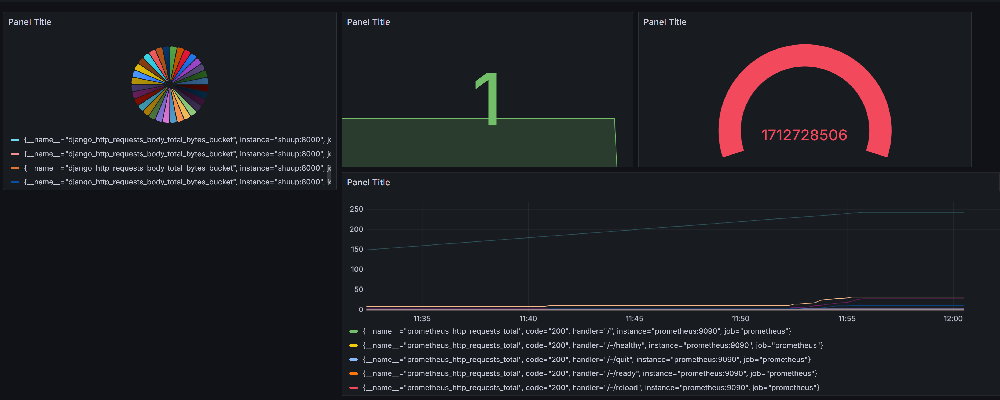 Panel Title
{__name__="django_http_requests_body_total_bytes_bucket", instance="shuup:8000",
{__name__="django_http_requests_body_total_bytes_bucket", instance="shuup:8000",
{__name__="django_http_requests_body_total_bytes_bucket", instance="shuup:8000",
{__name__="django_http_requests_body_total_bytes_bucket", instance="shuup:8000",
Panel Title
1
Panel Title
1712728506
Panel Title
250
200
150
100
50
0
11:35 11:40 11:45 11:50 11:55 12:00
{__name__="prometheus_http_requests_total", code="200", handler="/", instance="prometheus:9090", job="prometheus"}
{__name__="prometheus_http_requests_total", code="200", handler="/-/healthy", instance="prometheus:9090", job="prometheus"}
{__name__="prometheus_http_requests_total", code="200", handler="/-/quit", instance="prometheus:9090", job="prometheus"}
{__name__="prometheus_http_requests_total", code="200", handler="/-/ready", instance="prometheus:9090", job="prometheus"}
{__name__="prometheus_http_requests_total", code="200", handler="/-/reload", instance="prometheus:9090", job="prometheus"}